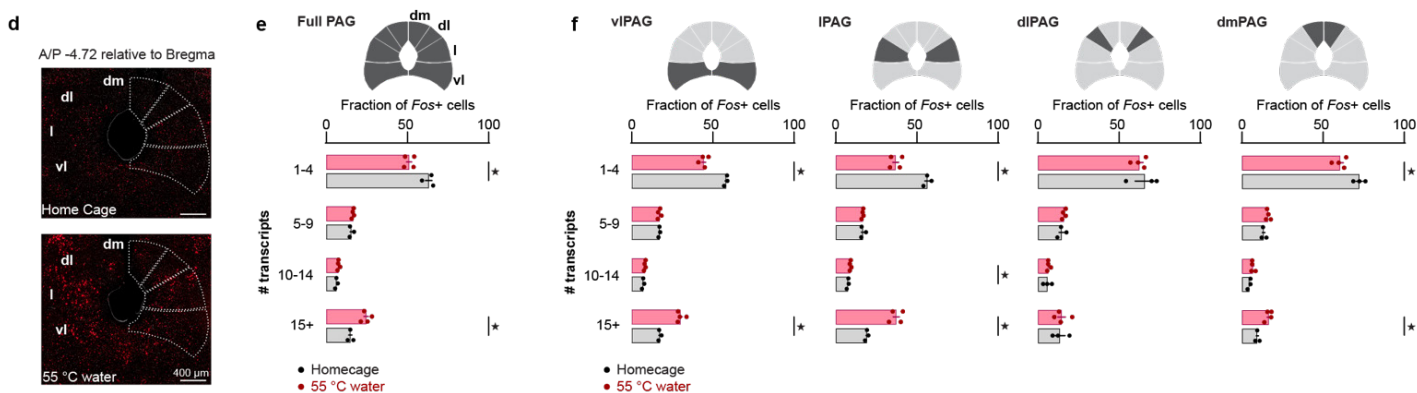 d
A/P -4.72 relative to Bregma
dm
dl
l
vl
Home Cage
dm
dl
l
vl
55 °C water
400 μm
e
Full PAG
dm
dl
l
vl
Fraction of Fos+ cells
0 50 100
# transcripts
1-4 ★
5-9
10-14
15+ ★
Homecage
55 °C water
f
vlPAG
Fraction of Fos+ cells
0 50 100
# transcripts
1-4 ★
5-9
10-14
15+ ★
Homecage
55 °C water
lPAG
Fraction of Fos+ cells
0 50 100
★
★
★
dlPAG
Fraction of Fos+ cells
0 50 100
dmPAG
Fraction of Fos+ cells
0 50 100
★
★